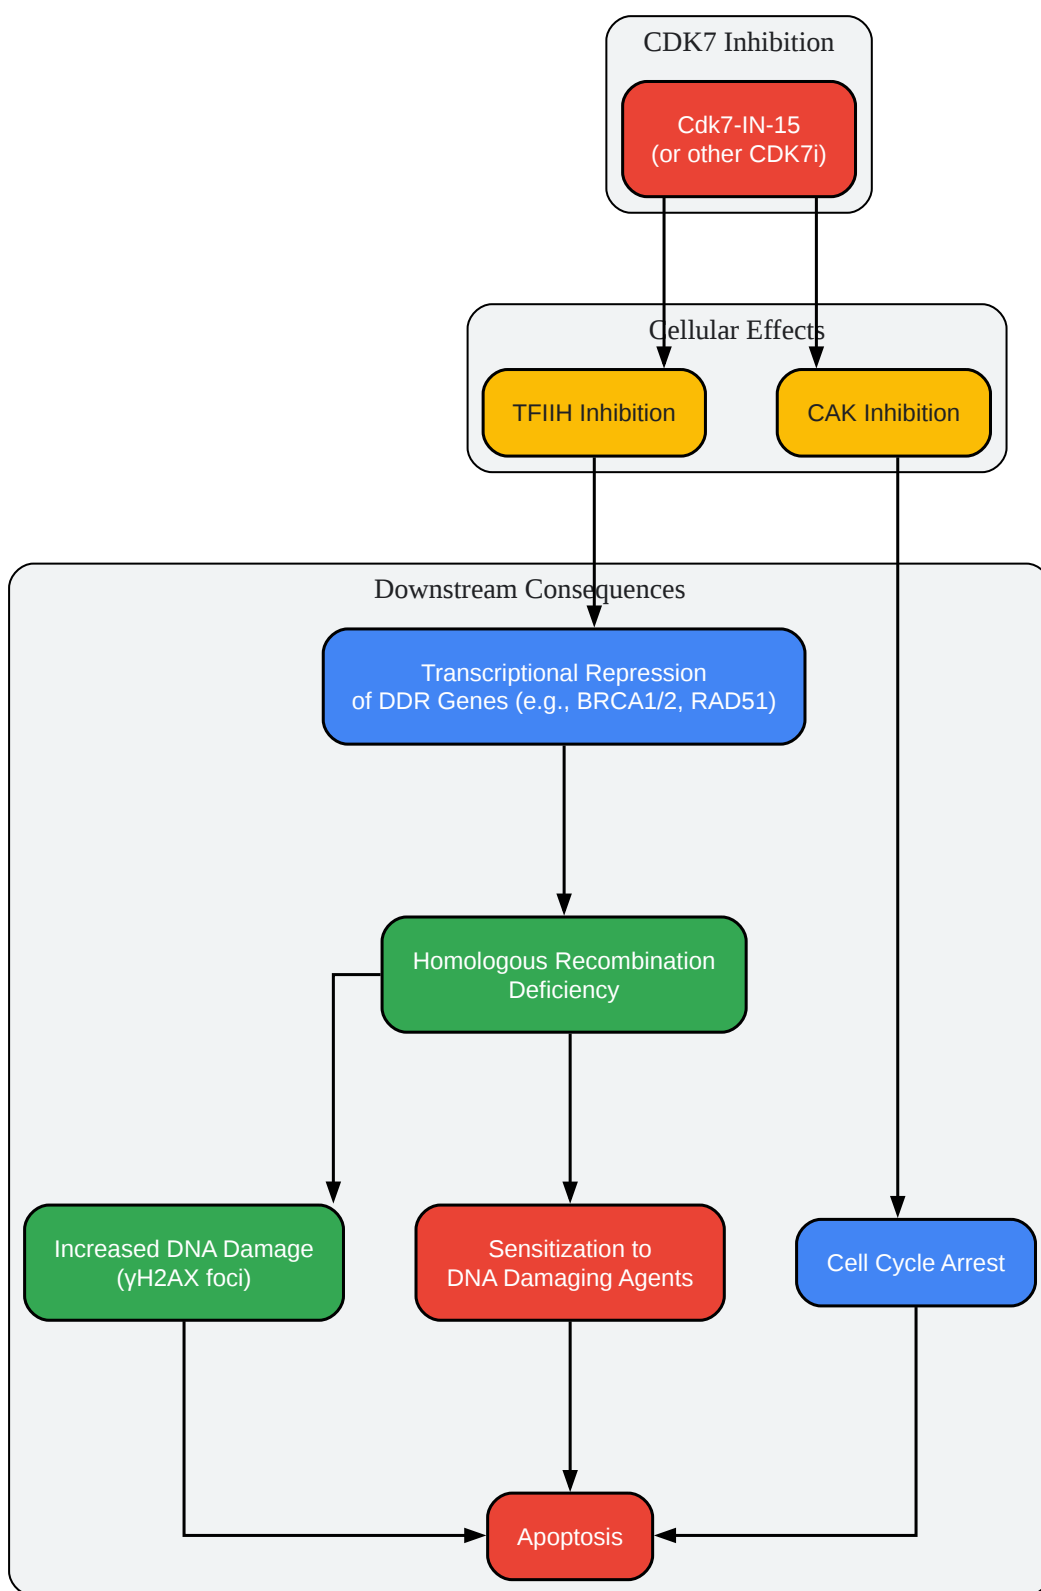 CDK7 Inhibition
Cdk7-IN-15
(or other CDK7i)
Cellular Effects
TFIIH Inhibition
CAK Inhibition
Downstream Consequences
Transcriptional Repression
of DDR Genes (e.g., BRCA1/2, RAD51)
Homologous Recombination
Deficiency
Increased DNA Damage
(γH2AX foci)
Sensitization to
DNA Damaging Agents
Cell Cycle Arrest
Apoptosis